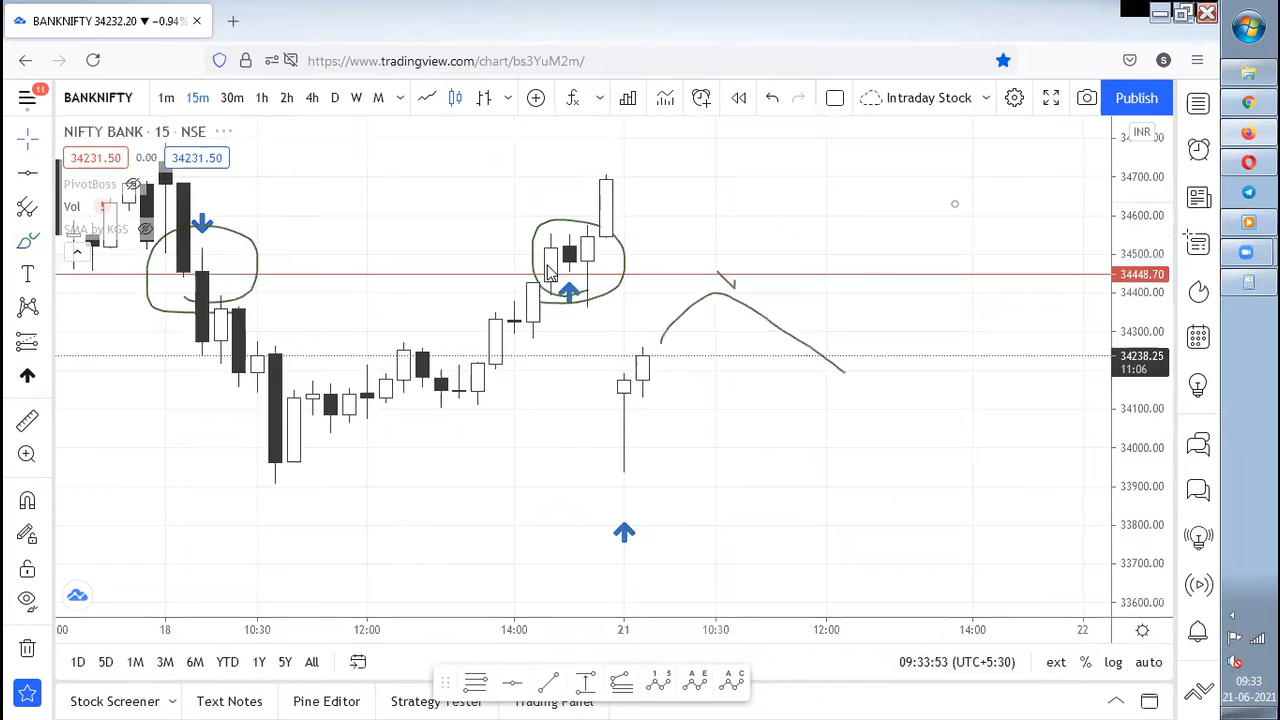 BANKNIFTY 34232.20 ▼ −0.94%
https://www.tradingview.com/chart/bs3YuM2m/
S
11
BANKNIFTY 1m 15m 30m 1h 2h 4h D W M Intraday Stock Publish
NIFTY BANK · 15 · NSE
INR
34231.50 0.00 34231.50
PivotBoss
Vol
SMA by KGS
34700.00
34600.00
34500.00
34448.70
34400.00
34300.00
34238.25
11:06
34100.00
34000.00
33900.00
33800.00
33700.00
33600.00
00 18 10:30 12:00 14:00 21 10:30 12:00 14:00 22
1D 5D 1M 3M 6M YTD 1Y 5Y All 09:33:53 (UTC+5:30) ext % log auto
Stock Screener Text Notes Pine Editor Strategy Tester Trading Panel
09:33
21-06-2021